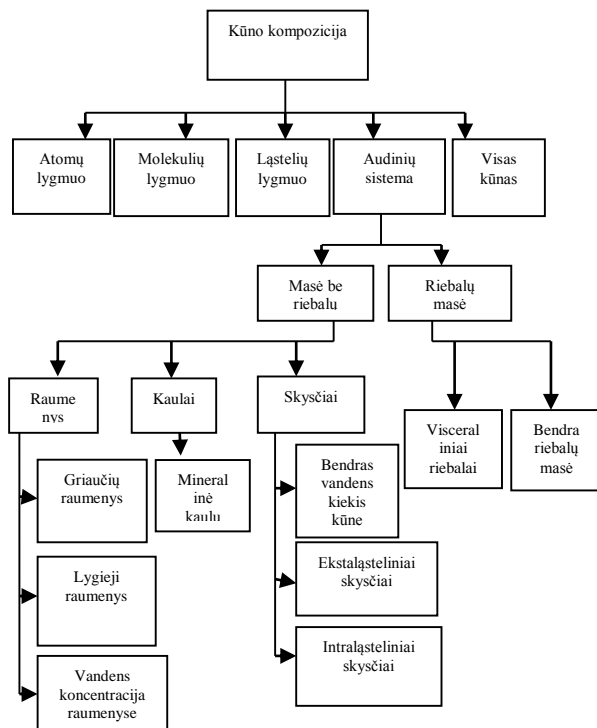 Kūno kompozicija
Atomų
lygmuo
Molekulių
lygmuo
Ląstelių
lygmuo
Audinių
sistema
Visas
kūnas
Masė be
riebalu
Riebalų
masė
Raume
nys
Kaulai
Skysčiai
Visceral
iniai
riebalai
Bendra
riebalų
masė
Griaučių
raumenys
Mineral
inė
kaulu
Bendras
vandens
kiekis
kūne
Lygieji
raumenys
Ekstaląsteliniai
skysčiai
Vandens
koncentracija
raumenyse
Intraląsteliniai
skysčiai